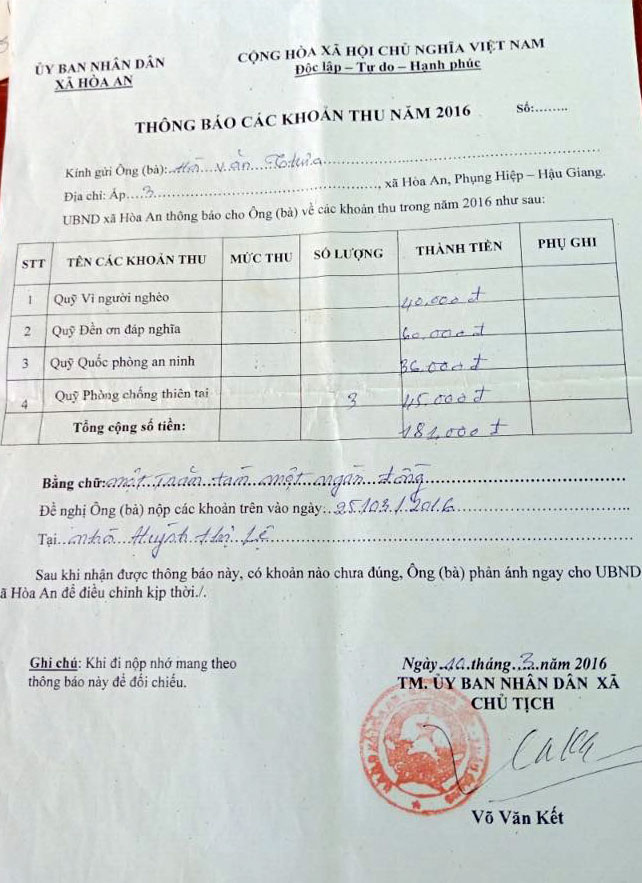 ỦY BAN NHÂN DÂN
XÃ HÒA AN
CỘNG HÒA XÃ HỘI CHỦ NGHĨA VIỆT NAM
Độc lập – Tự do – Hạnh phúc
THÔNG BÁO CÁC KHOẢN THU NĂM 2016
Số:........
Kính gửi Ông (bà): văn
Địa chỉ: Ấp...3..., xã Hòa An, Phụng Hiệp – Hậu Giang.
UBND xã Hòa An thông báo cho Ông (bà) về các khoản thu trong năm 2016 như sau:
STT TÊN CÁC KHOẢN THU MỨC THU SỐ LƯỢNG THÀNH TIỀN PHỤ GHI
1 Quỹ Vì người nghèo 40.000 đ
2 Quỹ Đền ơn đáp nghĩa 60.000 đ
3 Quỹ Quốc phòng an ninh 36.000 đ
4 Quỹ Phòng chống thiên tai 3 45.000 đ
Tổng cộng số tiền: 181.000 đ
Bằng chữ: một trăm tám một ngàn đồng
Đề nghị Ông (bà) nộp các khoản trên vào ngày: 25/03/2016
Tại nhà Huỳnh thị Lệ
Sau khi nhận được thông báo này, có khoản nào chưa đúng, Ông (bà) phản ánh ngay cho UBND
ã Hòa An để điều chỉnh kịp thời./.
Ghi chú: Khi đi nộp nhớ mang theo
thông báo này để đối chiếu.
Ngày tháng 3 năm 2016
TM. ỦY BAN NHÂN DÂN XÃ
CHỦ TỊCH
Võ Văn Kết